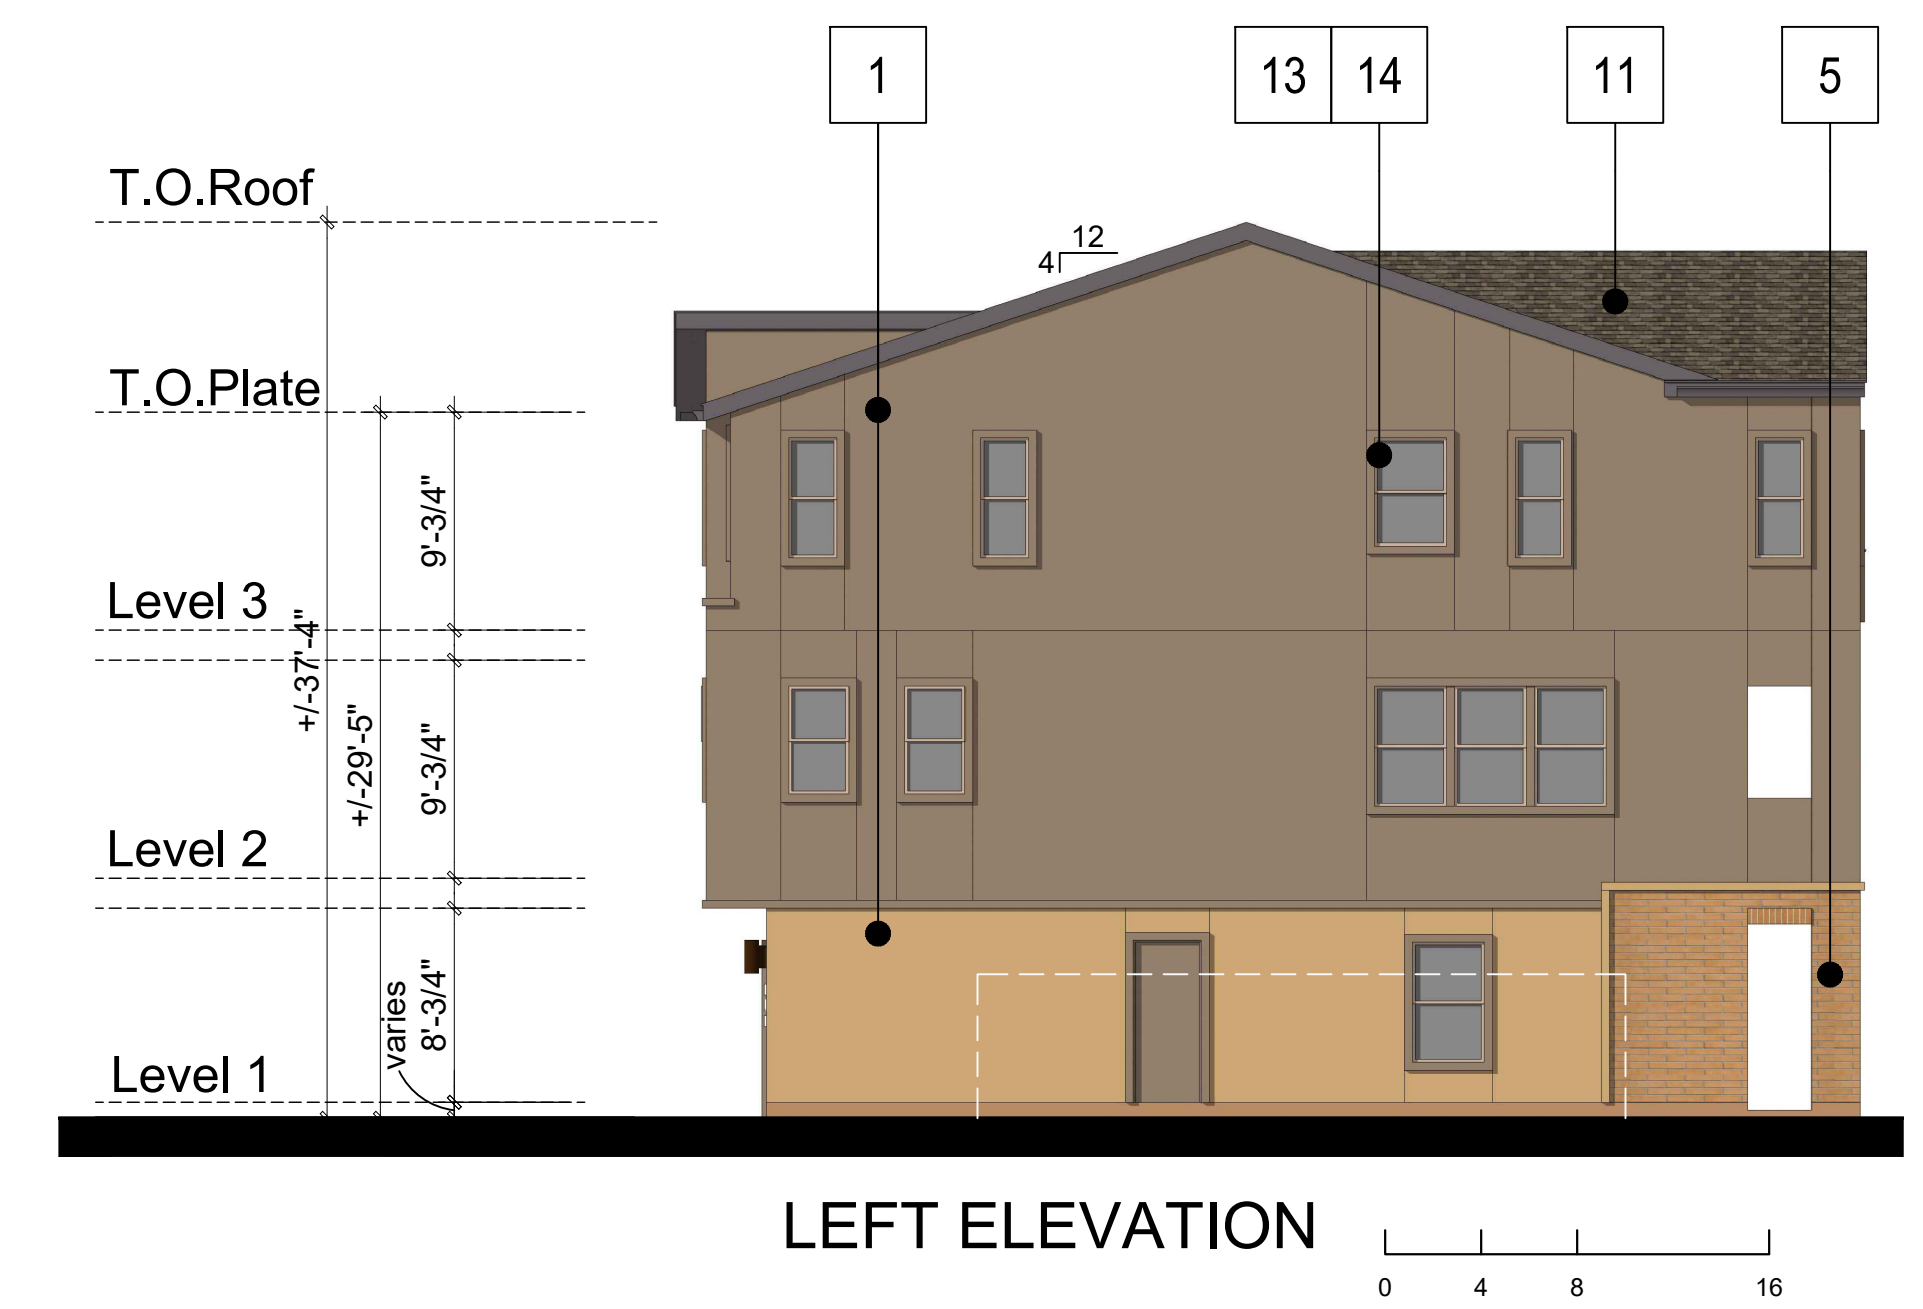 1
13 14
11
5
T.O.Roof
12
4
T.O.Plate
9'-3/4"
Level 3
+/-37'-4"
+/-29'-5"
9'-3/4"
Level 2
varies
8'-3/4"
Level 1
LEFT ELEVATION
0 4 8 16